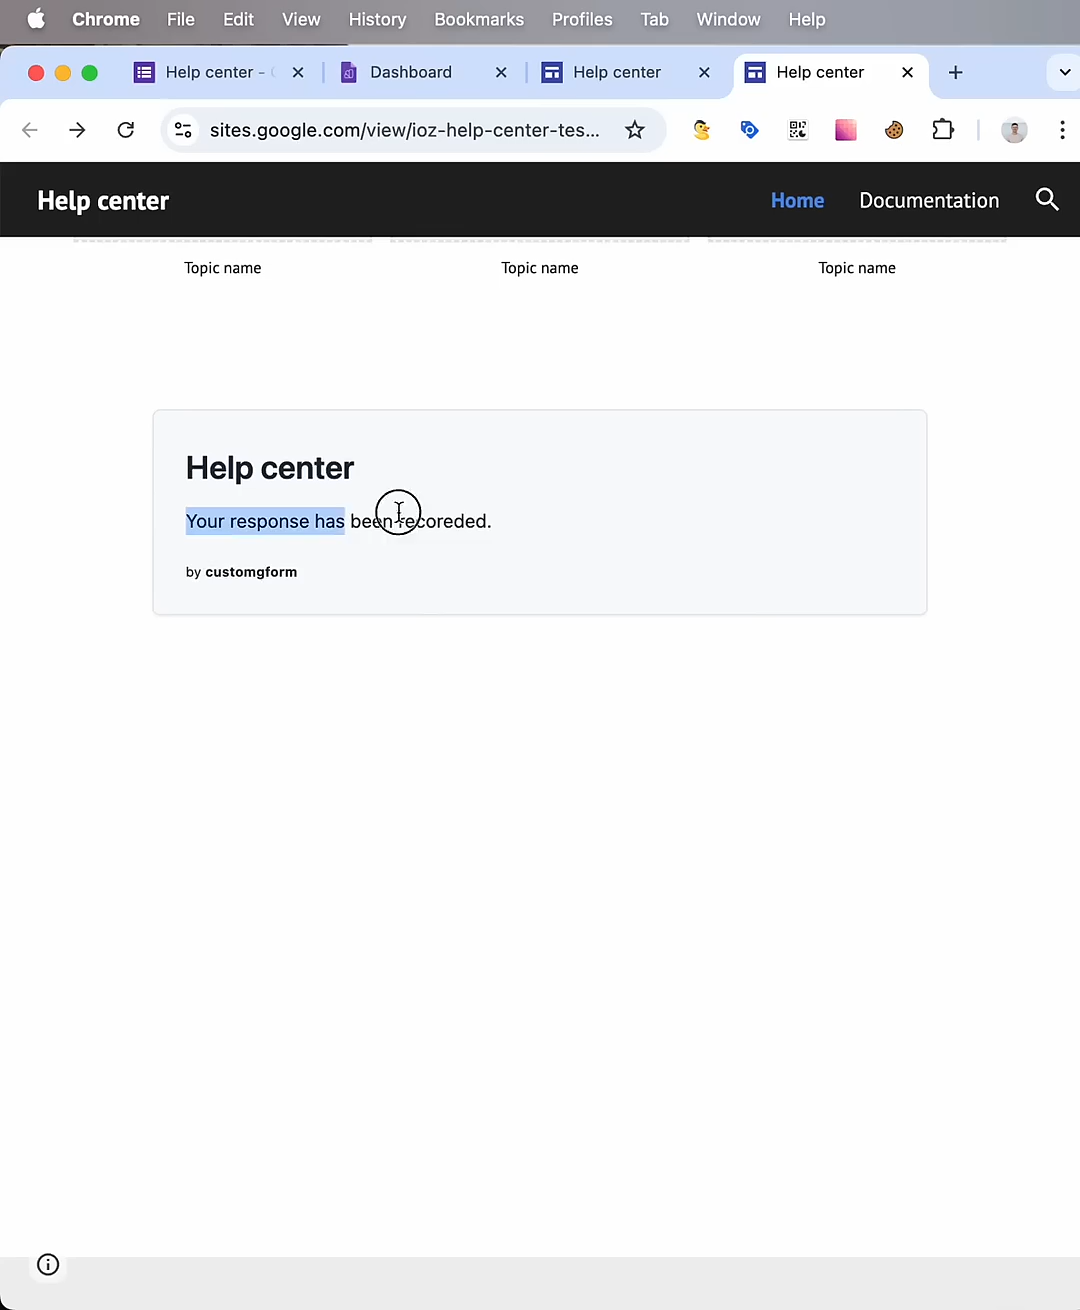 Chrome File Edit View History Bookmarks Profiles Tab Window Help
Help center - Dashboard Help center Help center
sites.google.com/view/ioz-help-center-tes...
Help center Home Documentation
Topic name Topic name Topic name
Help center
Your response has been recoreded.
by customgform